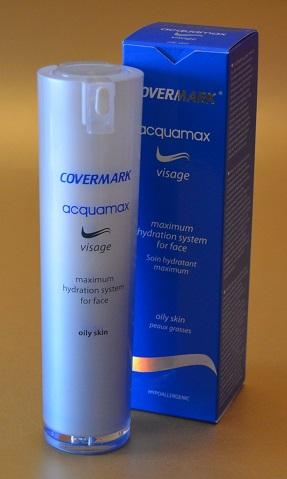 COVERMARK
acquamax
visage
maximum
hydration system
for face
oily skin
COVERMARK®
acquamax
visage
maximum
hydration system
for face
Soin hydratant
maximum
oily skin
peaux grasses
HYPOALLERGENIC